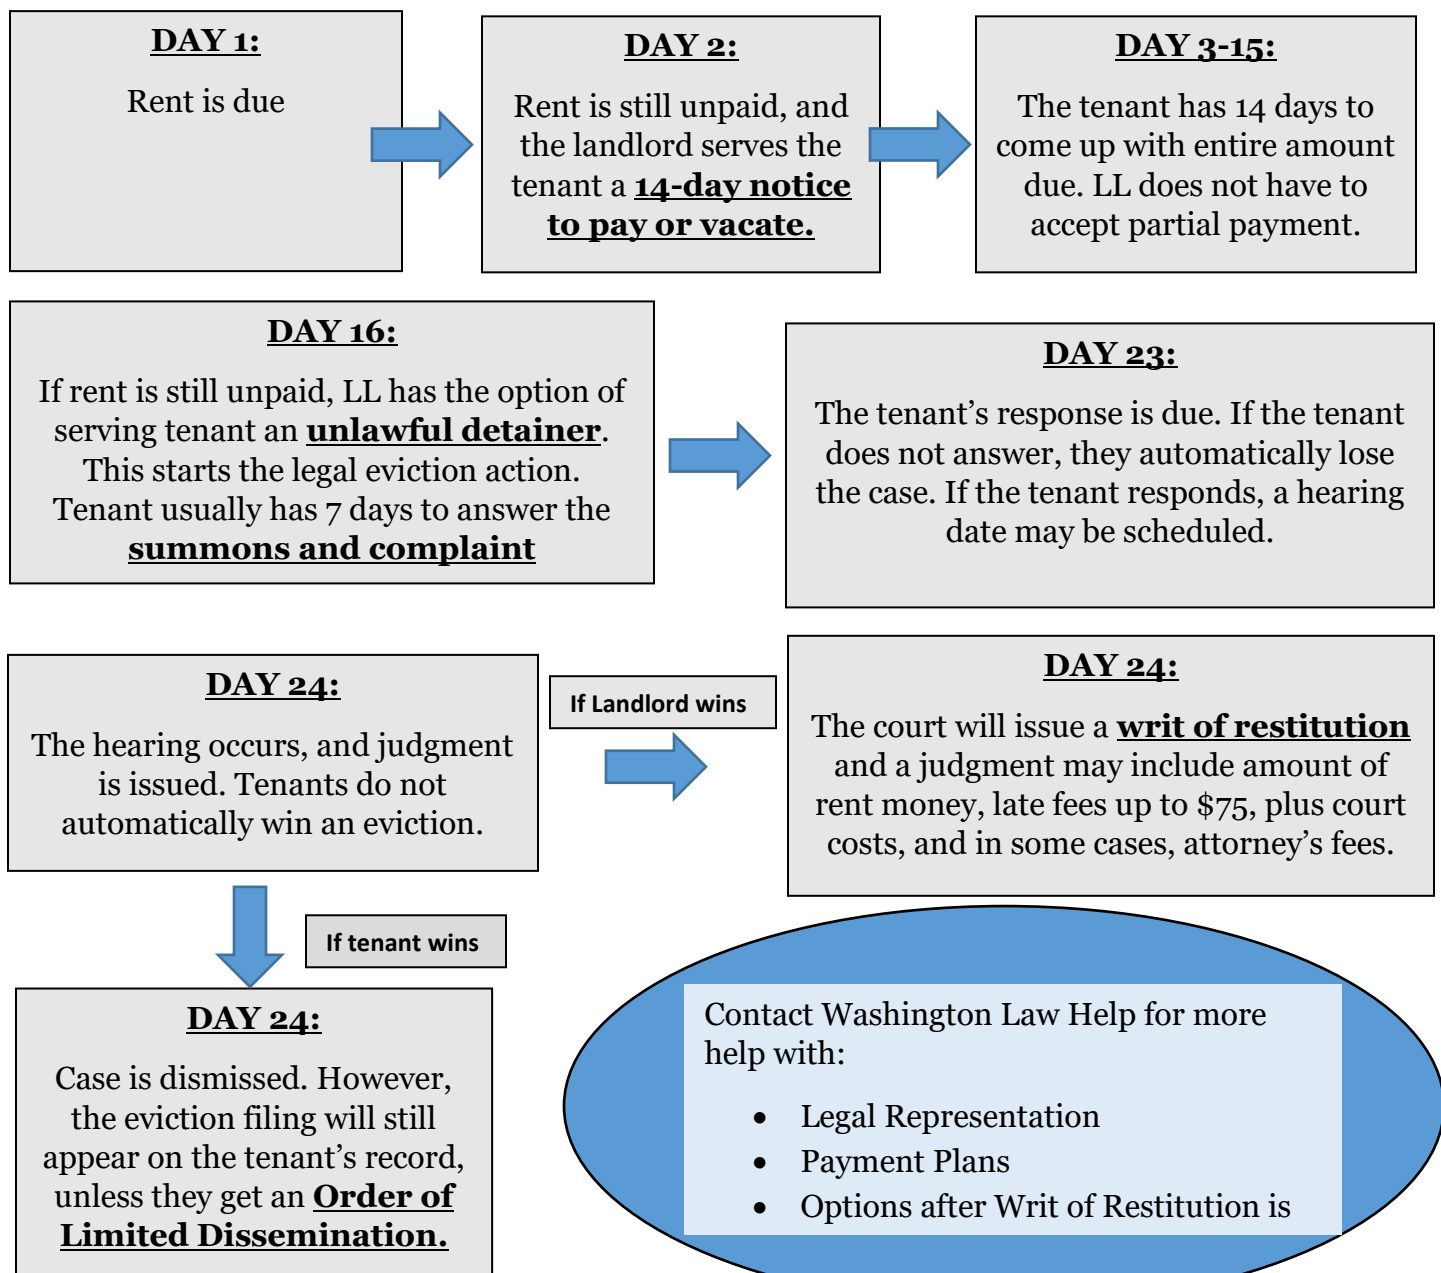 DAY 1:
Rent is due
DAY 2:
Rent is still unpaid, and
the landlord serves the
tenant a 14-day notice
to pay or vacate.
DAY 3-15:
The tenant has 14 days to
come up with entire amount
due. LL does not have to
accept partial payment.
DAY 16:
If rent is still unpaid, LL has the option of
serving tenant an unlawful detainer.
This starts the legal eviction action.
Tenant usually has 7 days to answer the
summons and complaint
DAY 23:
The tenant’s response is due. If the tenant
does not answer, they automatically lose
the case. If the tenant responds, a hearing
date may be scheduled.
DAY 24:
The hearing occurs, and judgment
is issued. Tenants do not
automatically win an eviction.
If Landlord wins
DAY 24:
The court will issue a writ of restitution
and a judgment may include amount of
rent money, late fees up to $75, plus court
costs, and in some cases, attorney’s fees.
If tenant wins
DAY 24:
Case is dismissed. However,
the eviction filing will still
appear on the tenant’s record,
unless they get an Order of
Limited Dissemination.
Contact Washington Law Help for more
help with:
• Legal Representation
• Payment Plans
• Options after Writ of Restitution is